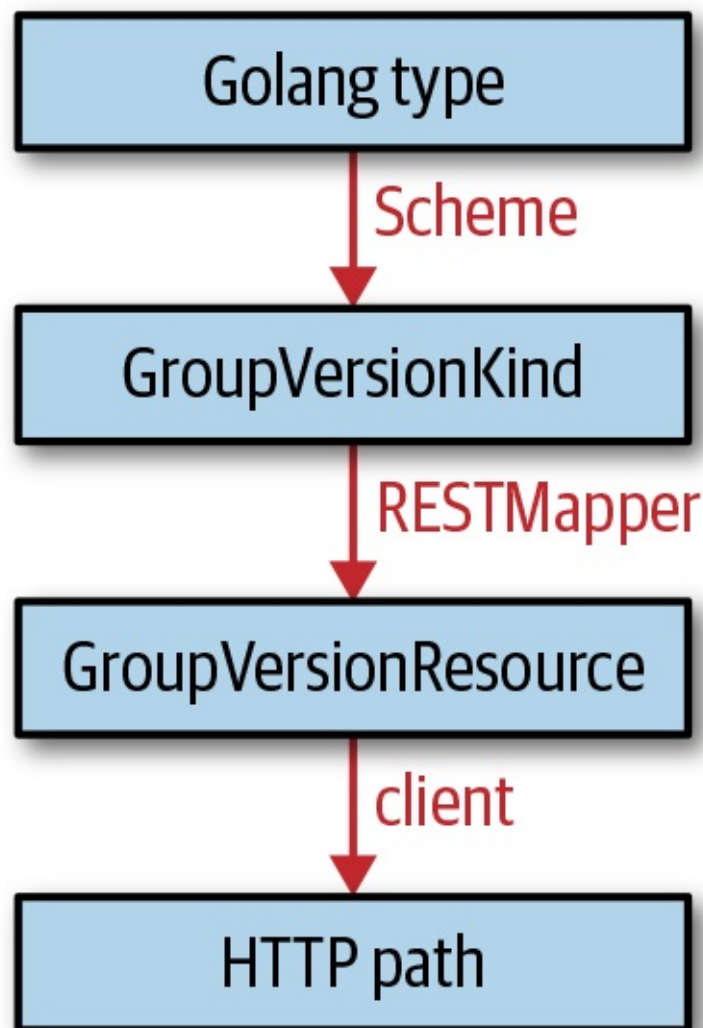 Golang type
Scheme
GroupVersionKind
RESTMapper
GroupVersionResource
client
HTTP path